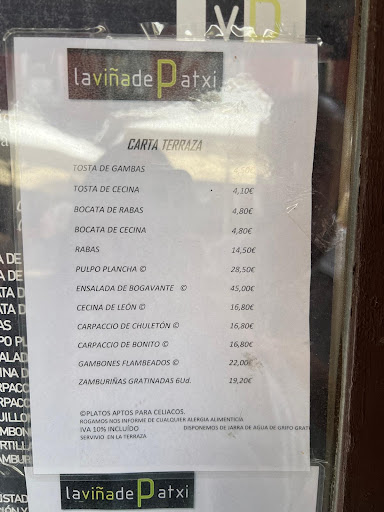 laviñadePatxi
CARTA TERRAZA
TOSTA DE GAMBAS
TOSTA DE CECINA 4,10€
BOCATA DE RABAS 4,80€
BOCATA DE CECINA 4,80€
RABAS 14,50€
PULPO PLANCHA © 28,50€
ENSALADA DE BOGAVANTE © 45,00€
CECINA DE LEÓN © 16,80€
CARPACCIO DE CHULETÓN © 16,80€
CARPACCIO DE BONITO © 16,80€
GAMBONES FLAMBEADOS © 22,00€
ZAMBURIÑAS GRATINADAS 6Ud. 19,20€
©PLATOS APTOS PARA CELIACOS.
ROGAMOS NOS INFORME DE CUALQUIER ALERGIA ALIMENTICIA
IVA 10% INCLUÍDO DISPONEMOS DE JARRA DE AGUA DE GRIFO GRATI
SERVIVIO EN LA TERRAZA
laviñadePatxi